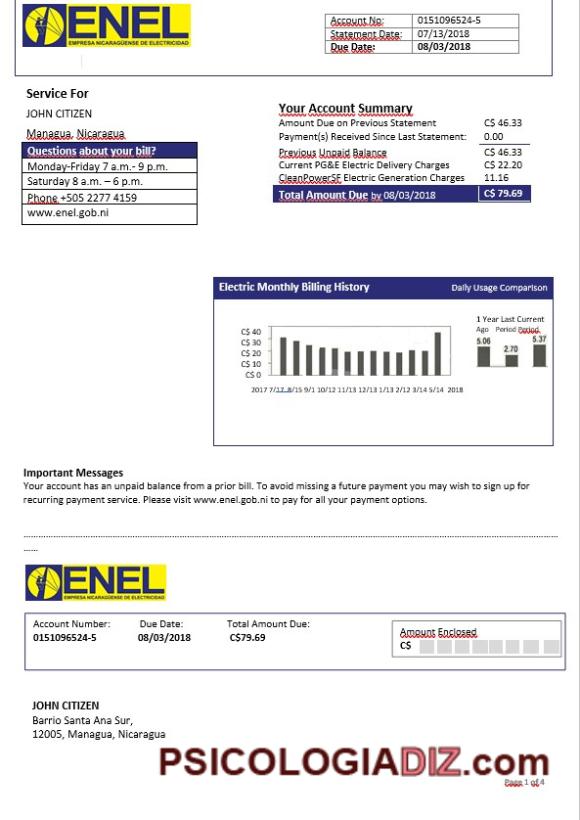 ENEL
EMPRESA NICARAGÜENSE DE ELECTRICIDAD
Account No: 0151096524-5
Statement Date: 07/13/2018
Due Date: 08/03/2018
Service For
JOHN CITIZEN
Managua, Nicaragua
Questions about your bill?
Monday-Friday 7 a.m.- 9 p.m.
Saturday 8 a.m. – 6 p.m.
Phone +505 2277 4159
www.enel.gob.ni
Your Account Summary
Amount Due on Previous Statement C$ 46.33
Payment(s) Received Since Last Statement: 0.00
Previous Unpaid Balance C$ 46.33
Current PG&E Electric Delivery Charges C$ 22.20
CleanPowerSF Electric Generation Charges 11.16
Total Amount Due by 08/03/2018 C$ 79.69
Electric Monthly Billing History Daily Usage Comparison
1 Year Last Current
Ago Period Period
5.06 2.70 5.37
C$ 40
C$ 30
C$ 20
C$ 10
C$ 0
2017 7/17 8/15 9/1 10/12 11/13 12/13 1/13 2/12 3/14 5/14 2018
Important Messages
Your account has an unpaid balance from a prior bill. To avoid missing a future payment you may wish to sign up for
recurring payment service. Please visit www.enel.gob.ni to pay for all your payment options.
ENEL
EMPRESA NICARAGÜENSE DE ELECTRICIDAD
Account Number: Due Date: Total Amount Due:
0151096524-5 08/03/2018 C$79.69
Amount Enclosed
C$
JOHN CITIZEN
Barrio Santa Ana Sur,
12005, Managua, Nicaragua
PSICOLOGIADIZ.com
Page 1 of 4